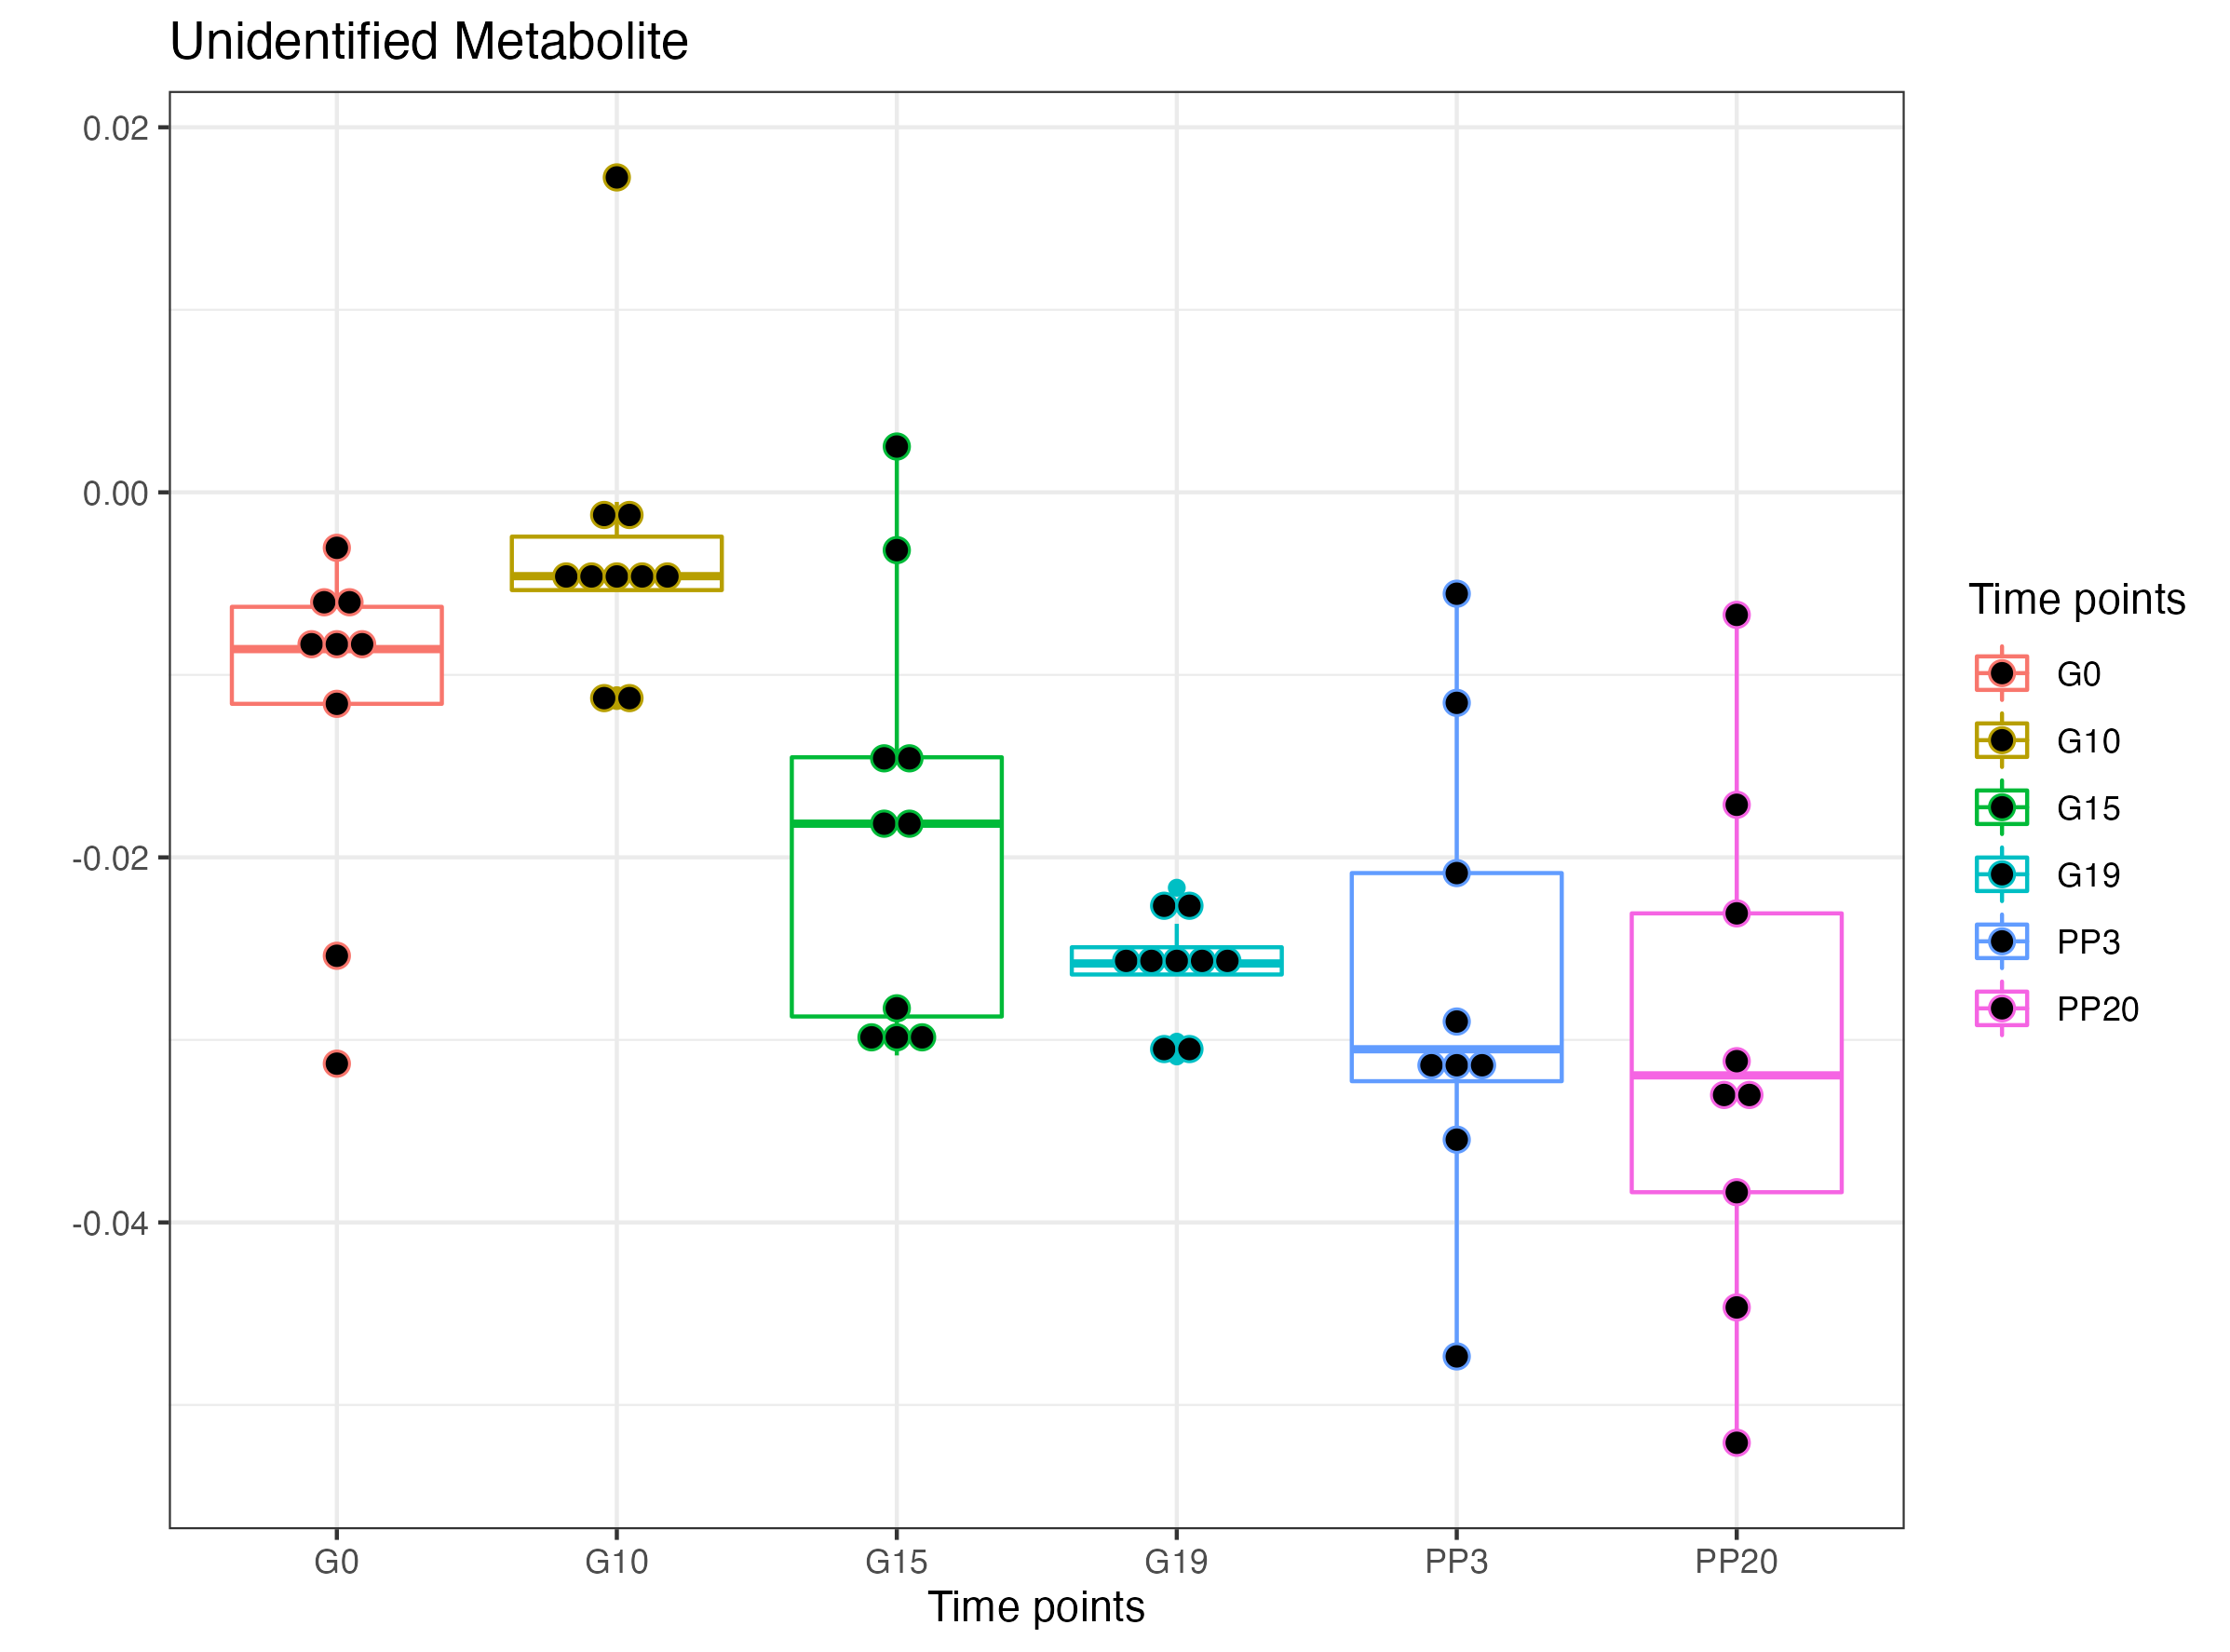 Unidentified Metabolite
0.02
0.00
-0.02
-0.04
G0 G10 G15 G19 PP3 PP20
Time points
Time points
G0
G10
G15
G19
PP3
PP20